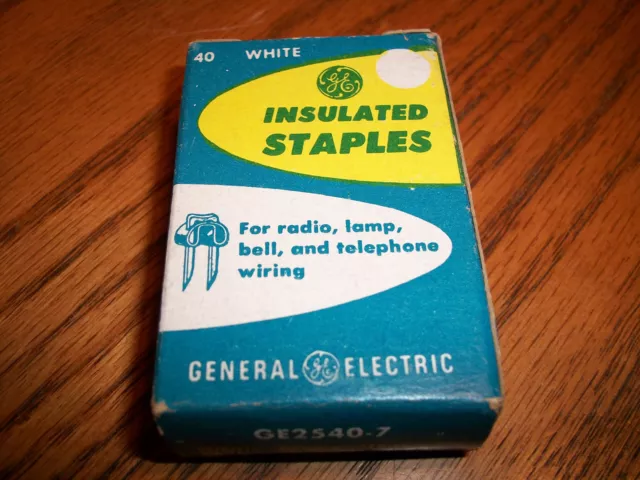 40 WHITE
GE
INSULATED
STAPLES
For radio, lamp,
bell, and telephone
wiring
GENERAL GE ELECTRIC
GE2540-7